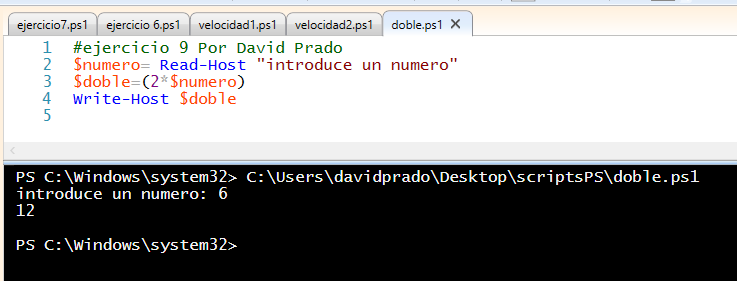 ejercicio7.ps1 ejercicio 6.ps1 velocidad1.ps1 velocidad2.ps1 doble.ps1 X
1 #ejercicio 9 Por David Prado
2 $numero= Read-Host "introduce un numero"
3 $doble=(2*$numero)
4 Write-Host $doble
5
PS C:\Windows\system32> C:\Users\davidprado\Desktop\scriptsPS\doble.ps1
introduce un numero: 6
12
PS C:\Windows\system32>